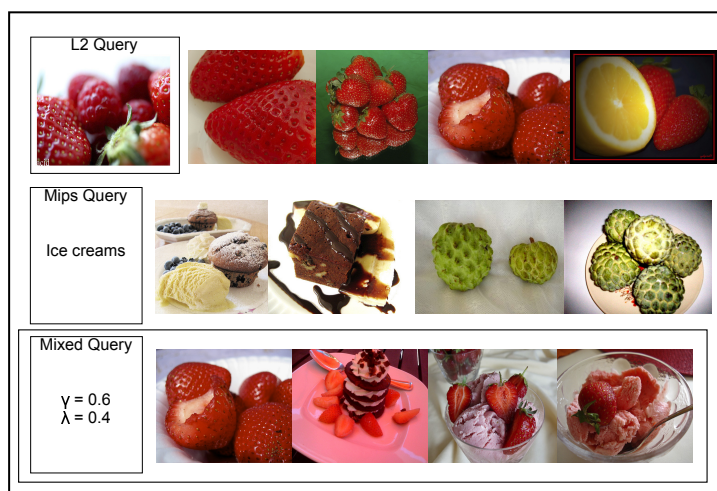 L2 Query
Mips Query
Ice creams
Mixed Query
γ = 0.6
λ = 0.4